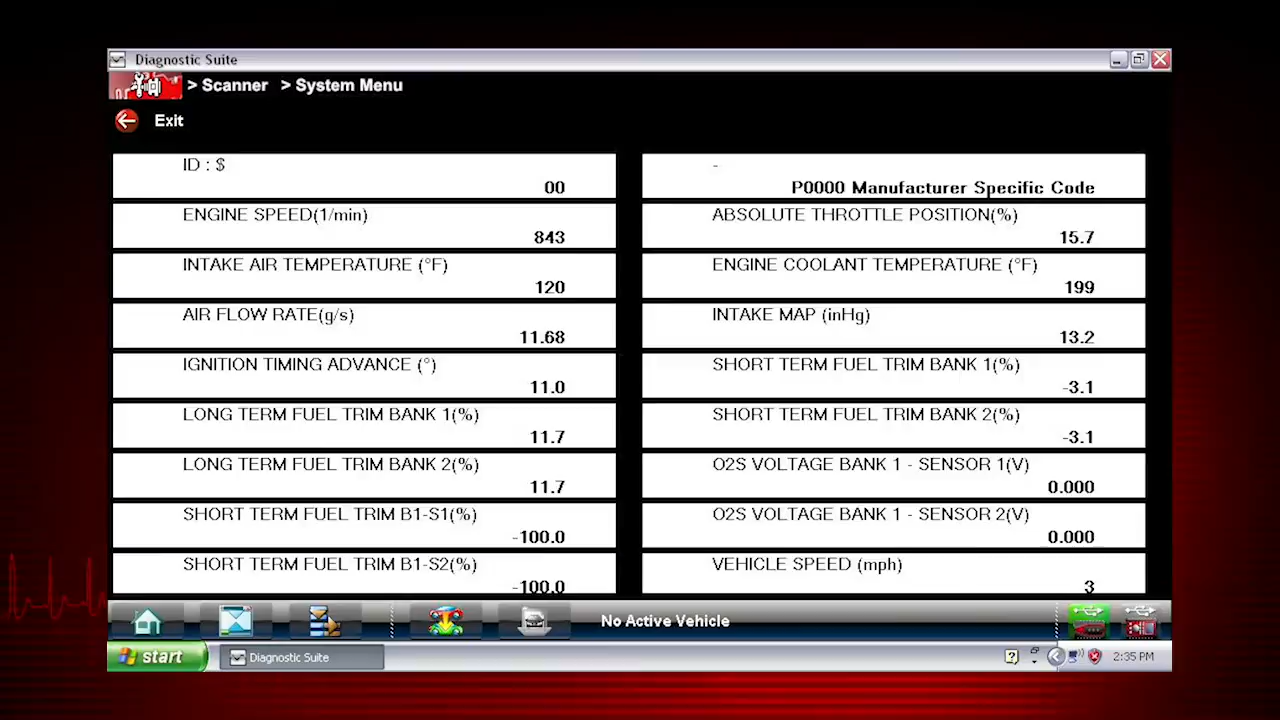 Diagnostic Suite
> Scanner > System Menu
Exit
ID : $
00
-
P0000 Manufacturer Specific Code
ENGINE SPEED(1/min)
843
ABSOLUTE THROTTLE POSITION(%)
15.7
INTAKE AIR TEMPERATURE (°F)
120
ENGINE COOLANT TEMPERATURE (°F)
199
AIR FLOW RATE(g/s)
11.68
INTAKE MAP (inHg)
13.2
IGNITION TIMING ADVANCE (°)
11.0
SHORT TERM FUEL TRIM BANK 1(%)
-3.1
LONG TERM FUEL TRIM BANK 1(%)
11.7
SHORT TERM FUEL TRIM BANK 2(%)
-3.1
LONG TERM FUEL TRIM BANK 2(%)
11.7
O2S VOLTAGE BANK 1 - SENSOR 1(V)
0.000
SHORT TERM FUEL TRIM B1-S1(%)
-100.0
O2S VOLTAGE BANK 1 - SENSOR 2(V)
0.000
SHORT TERM FUEL TRIM B1-S2(%)
-100.0
VEHICLE SPEED (mph)
3
No Active Vehicle
start
Diagnostic Suite
2:35 PM